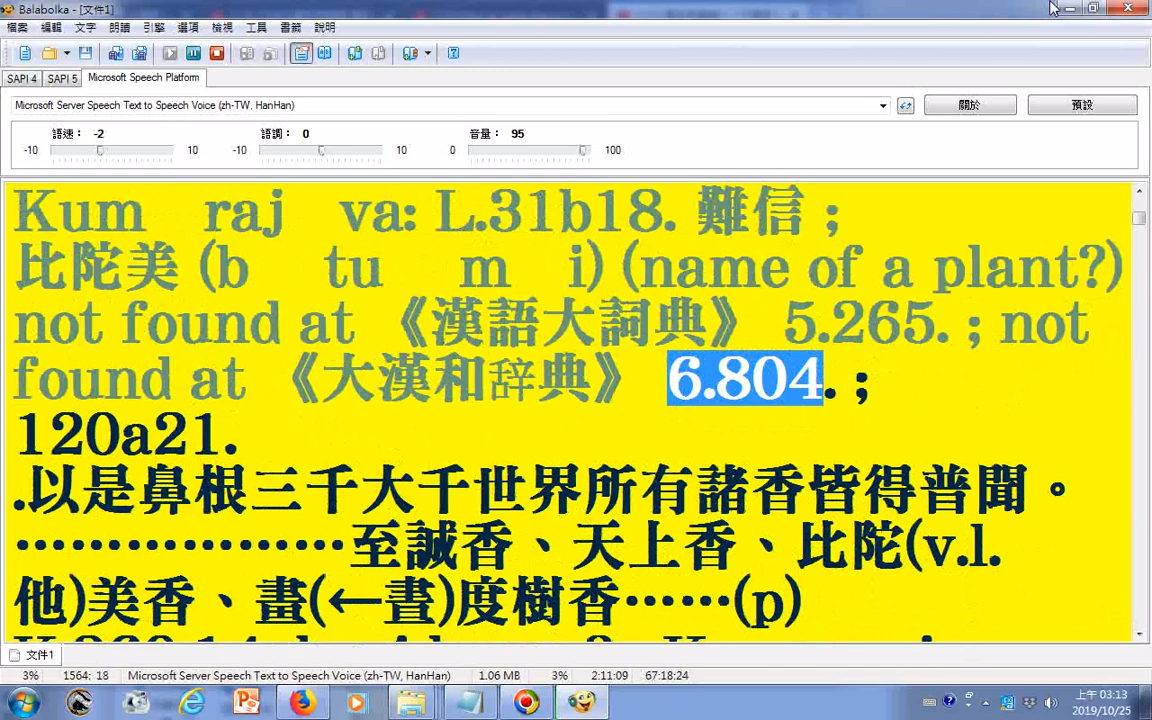 Balabolka - [文件1]
檔案 編輯 文字 朗讀 引擎 選項 檢視 工具 書籤 說明
SAPI 4 SAPI 5 Microsoft Speech Platform
Microsoft Server Speech Text to Speech Voice (zh-TW, HanHan) 關於 預設
語速： -2 語調： 0 音量： 95
-10 10 -10 10 0 100
Kum raj va: L.31b18. 難信；
比陀美 (b tu m i) (name of a plant?)
not found at 《漢語大詞典》 5.265.；not
found at 《大漢和辞典》 6.804.；
120a21.
.以是鼻根三千大千世界所有諸香皆得普聞。
………………至誠香、天上香、比陀(v.l.
他)美香、畫(←晝)度樹香……(p)
文件1
3% 1564: 18 Microsoft Server Speech Text to Speech Voice (zh-TW, HanHan) 1.06 MB 3% 2:11:09 67:18:24
上午 03:13
2019/10/25